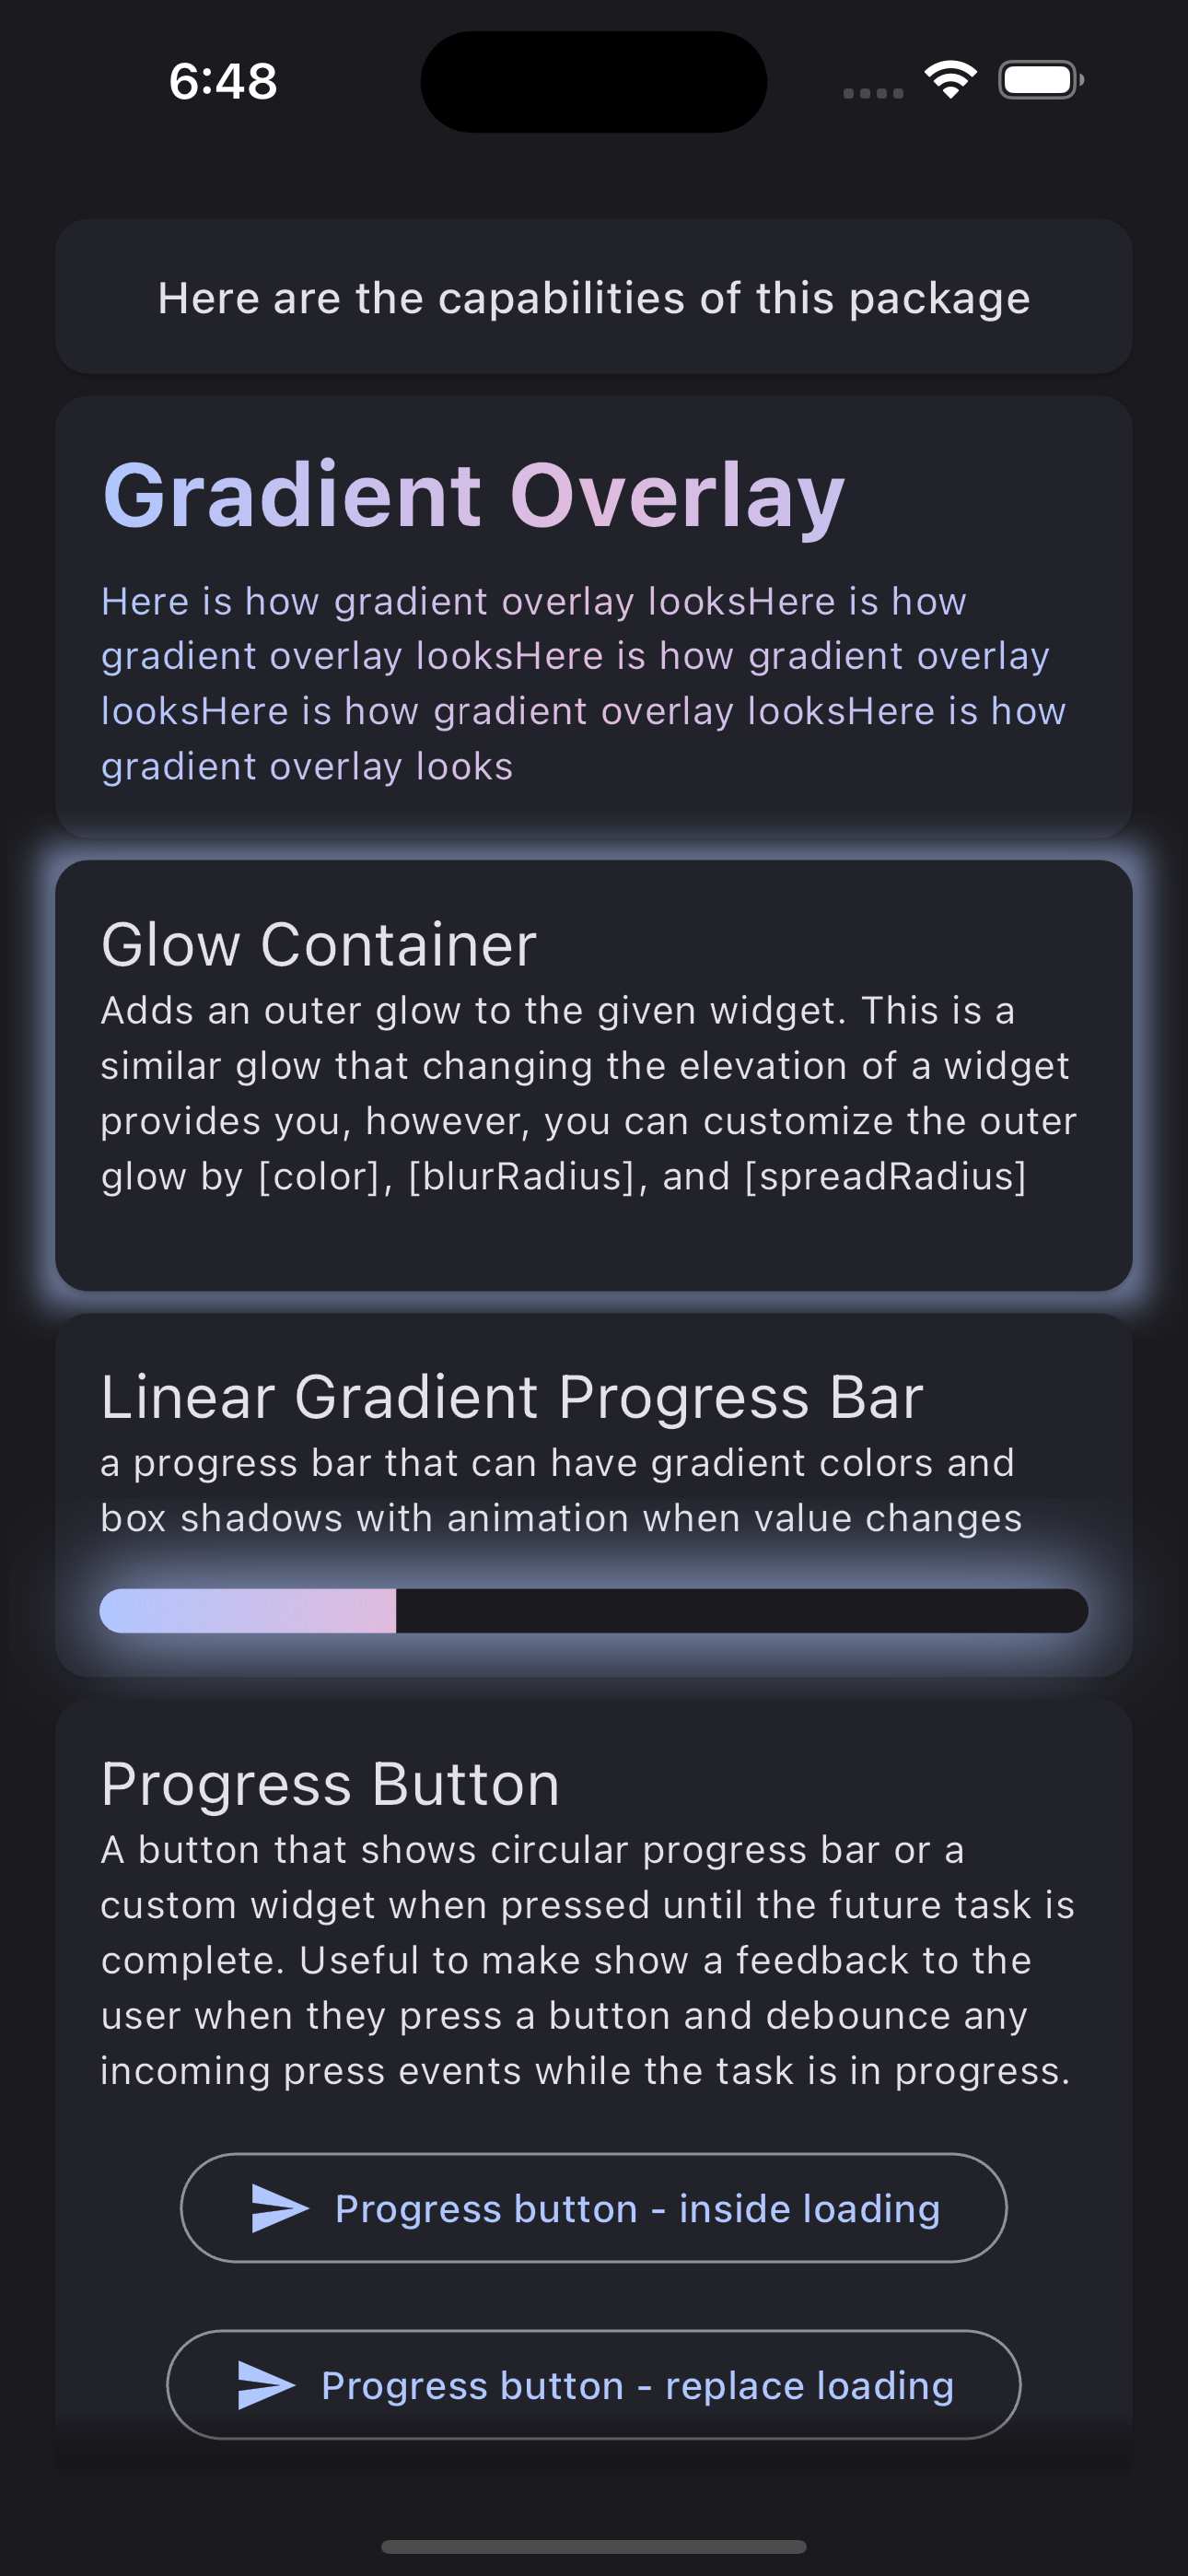 6:48
Here are the capabilities of this package
Gradient Overlay
Here is how gradient overlay looksHere is how
gradient overlay looksHere is how gradient overlay
looksHere is how gradient overlay looksHere is how
gradient overlay looks
Glow Container
Adds an outer glow to the given widget. This is a
similar glow that changing the elevation of a widget
provides you, however, you can customize the outer
glow by [color], [blurRadius], and [spreadRadius]
Linear Gradient Progress Bar
a progress bar that can have gradient colors and
box shadows with animation when value changes
Progress Button
A button that shows circular progress bar or a
custom widget when pressed until the future task is
complete. Useful to make show a feedback to the
user when they press a button and debounce any
incoming press events while the task is in progress.
Progress button - inside loading
Progress button - replace loading